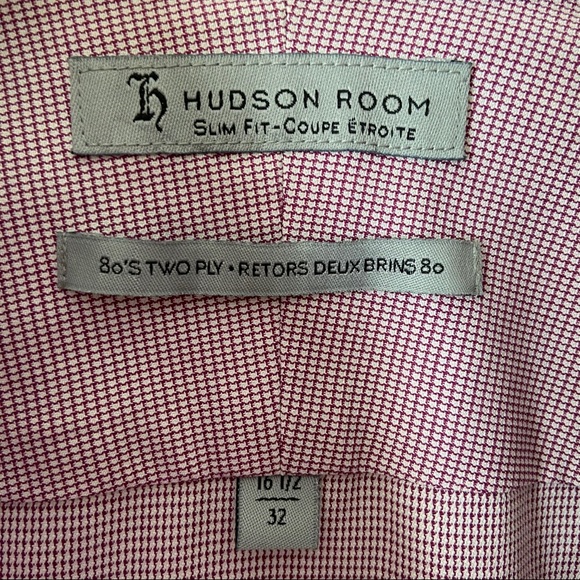 h HUDSON ROOM
SLIM FIT-COUPE ÉTROITE
80'S TWO PLY • RETORS DEUX BRINS 80
16 1/2
32